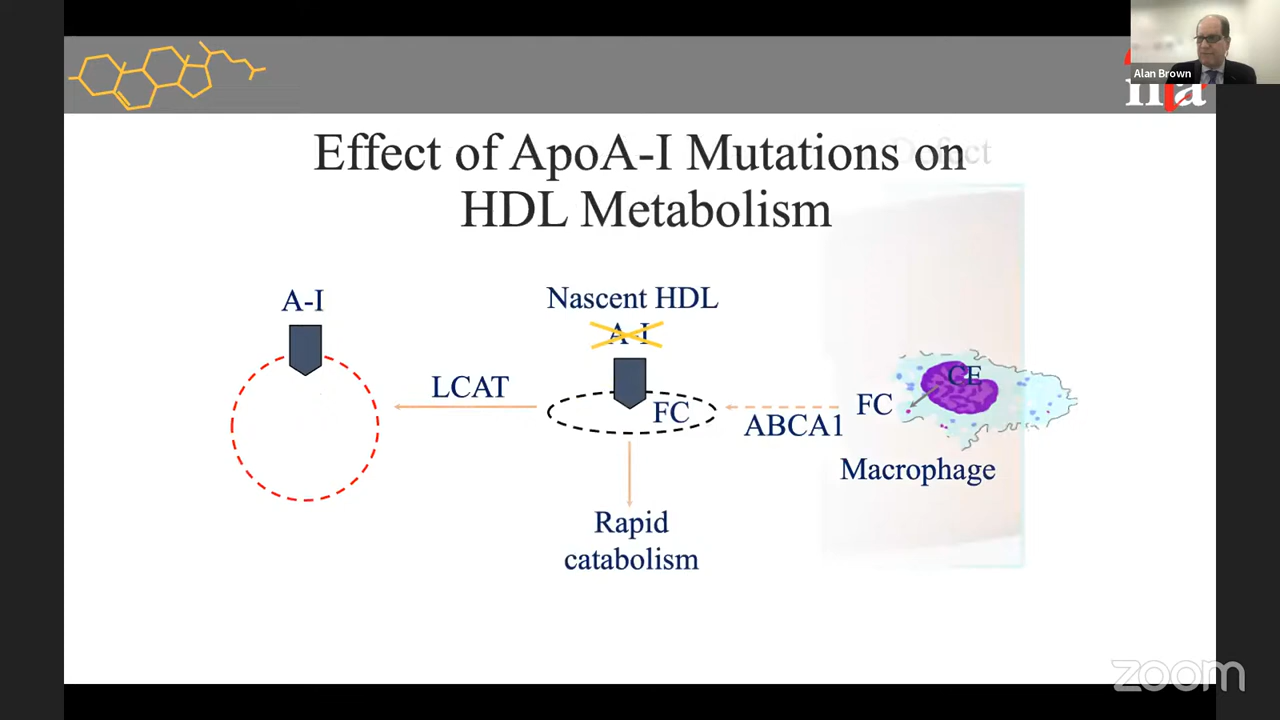 Alan Brown
Effect of ApoA-I Mutations on
HDL Metabolism
A-I
Nascent HDL
A-I
LCAT
FC
ABCA1
FC
CE
Macrophage
Rapid
catabolism
zoom